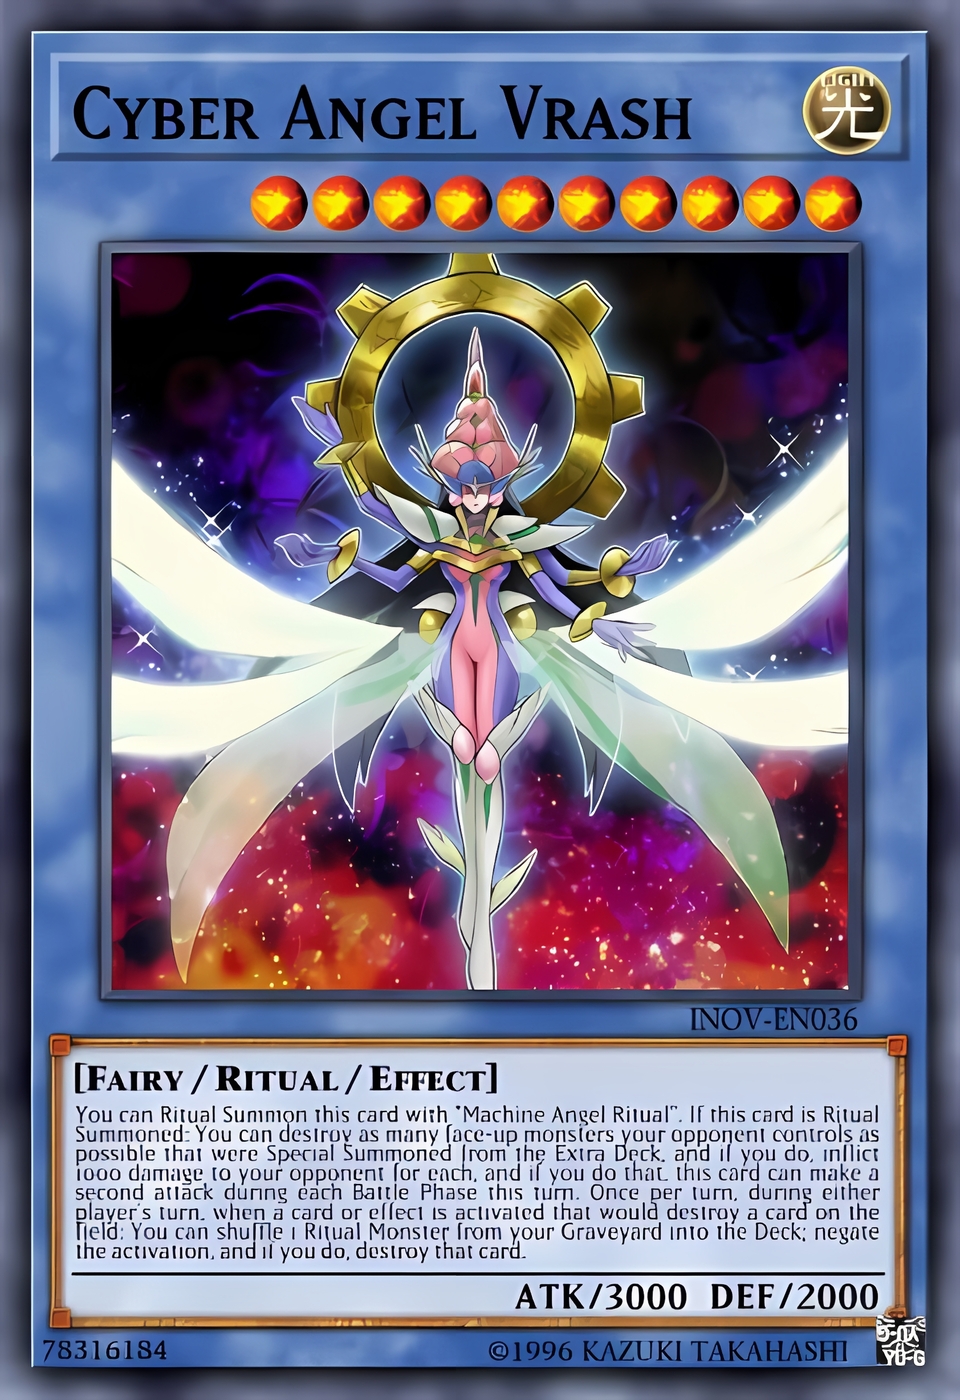 CYBER ANGEL VRASH
光
INOV-EN036
[FAIRY / RITUAL / EFFECT]
You can Ritual Summon this card with "Machine Angel Ritual". If this card is Ritual
Summoned: You can destroy as many face-up monsters your opponent controls as
possible that were Special Summoned from the Extra Deck, and if you do, inflict
1000 damage to your opponent for each, and if you do that, this card can make a
second attack during each Battle Phase this turn. Once per turn, during either
player's turn, when a card or effect is activated that would destroy a card on the
field: You can shuffle 1 Ritual Monster from your Graveyard into the Deck; negate
the activation, and if you do, destroy that card.
ATK/3000 DEF/2000
78316184
©1996 KAZUKI TAKAHASHI